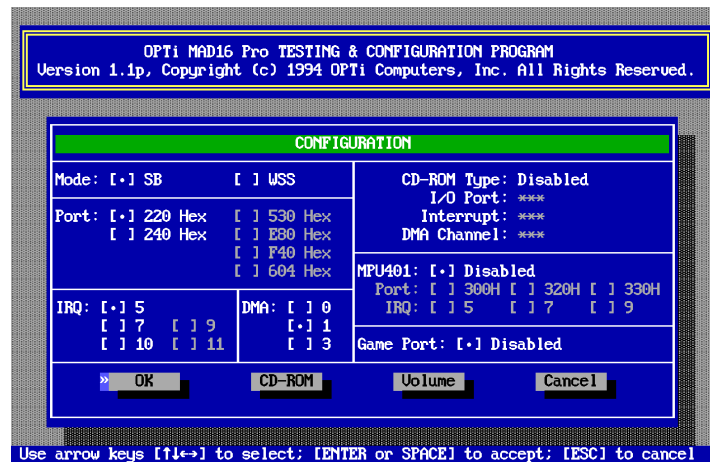 OPTi MAD16 Pro TESTING & CONFIGURATION PROGRAM
Version 1.1p, Copyright (c) 1994 OPTi Computers, Inc. All Rights Reserved.
CONFIGURATION
Mode: [•] SB [ ] WSS
Port: [•] 220 Hex [ ] 530 Hex
[ ] 240 Hex [ ] E80 Hex
[ ] F40 Hex
[ ] 604 Hex
IRQ: [•] 5
[ ] 7 [ ] 9
[ ] 10 [ ] 11
DMA: [ ] 0
[•] 1
[ ] 3
CD-ROM Type: Disabled
I/O Port: ***
Interrupt: ***
DMA Channel: ***
MPU401: [•] Disabled
Port: [ ] 300H [ ] 320H [ ] 330H
IRQ: [ ] 5 [ ] 7 [ ] 9
Game Port: [•] Disabled
» OK CD-ROM Volume Cancel
Use arrow keys [↑↓↔] to select; [ENTER or SPACE] to accept; [ESC] to cancel